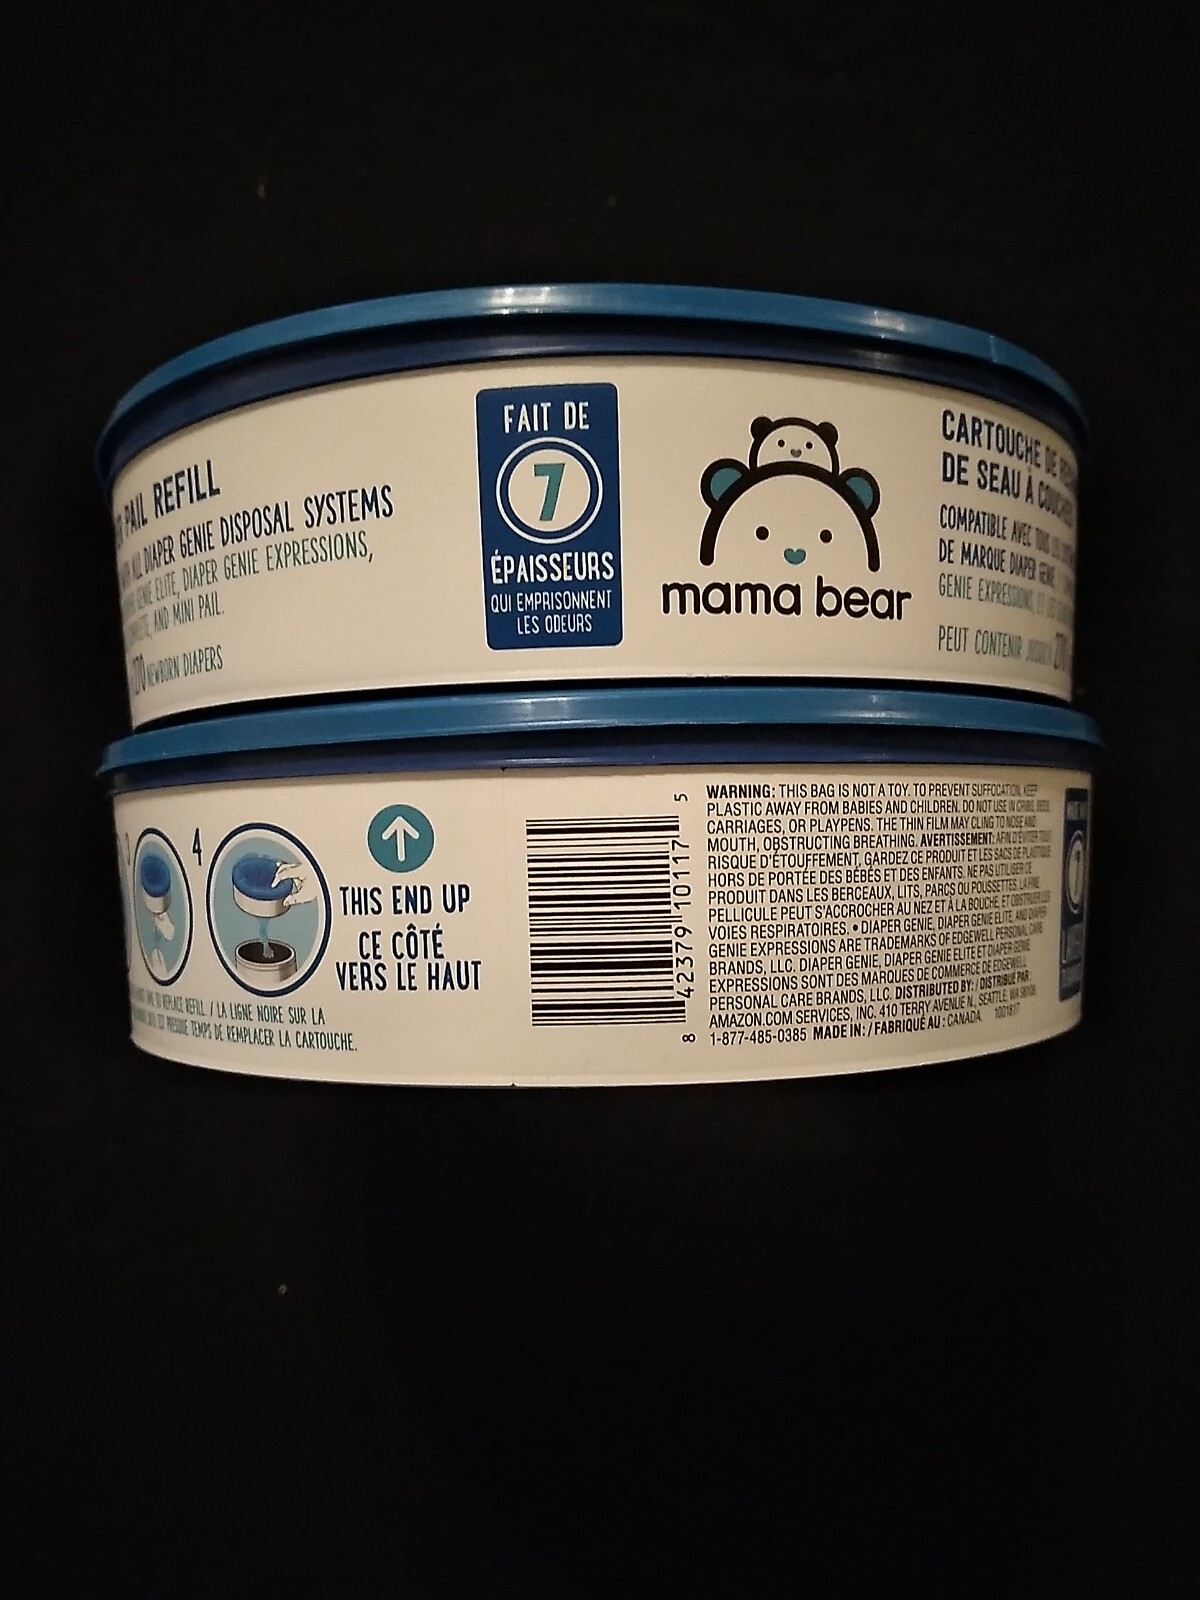 PAIL REFILL
ALL DIAPER GENIE DISPOSAL SYSTEMS
GENIE ELITE, DIAPER GENIE EXPRESSIONS,
AND MINI PAIL.
NEWBORN DIAPERS
FAIT DE
7
ÉPAISSEURS
QUI EMPRISONNENT
LES ODEURS
mama bear
CARTOUCHE DE
DE SEAU À COUCHES
COMPATIBLE AVEC
DE MARQUE DIAPER GENIE
GENIE EXPRESSIONS, ET
PEUT CONTENIR
3
4
THIS END UP
CE CÔTÉ
VERS LE HAUT
TO REPLACE REFILL. / LA LIGNE NOIRE SUR LA
PRESQUE TEMPS DE REMPLACER LA CARTOUCHE.
8 42379 10117 5
WARNING: THIS BAG IS NOT A TOY. TO PREVENT SUFFOCATION, KEEP
PLASTIC AWAY FROM BABIES AND CHILDREN. DO NOT USE IN CRIBS, BEDS,
CARRIAGES, OR PLAYPENS. THE THIN FILM MAY CLING TO NOSE AND
MOUTH, OBSTRUCTING BREATHING. AVERTISSEMENT: AFIN D'ÉVITER TOUT
RISQUE D'ÉTOUFFEMENT, GARDEZ CE PRODUIT ET LES SACS DE PLASTIQUE
HORS DE PORTÉE DES BÉBÉS ET DES ENFANTS. NE PAS UTILISER CE
PRODUIT DANS LES BERCEAUX, LITS, PARCS OU POUSSETTES. LA FINE
PELLICULE PEUT S'ACCROCHER AU NEZ ET À LA BOUCHE, ET OBSTRUER LES
VOIES RESPIRATOIRES. • DIAPER GENIE, DIAPER GENIE ELITE, AND DIAPER
GENIE EXPRESSIONS ARE TRADEMARKS OF EDGEWELL PERSONAL CARE
BRANDS, LLC. DIAPER GENIE, DIAPER GENIE ELITE ET DIAPER GENIE
EXPRESSIONS SONT DES MARQUES DE COMMERCE DE EDGEWELL
PERSONAL CARE BRANDS, LLC. DISTRIBUTED BY: / DISTRIBUÉ PAR:
AMAZON.COM SERVICES, INC. 410 TERRY AVENUE N., SEATTLE, WA 98109.
1-877-485-0385 MADE IN: / FABRIQUÉ AU: CANADA. 1001817
7